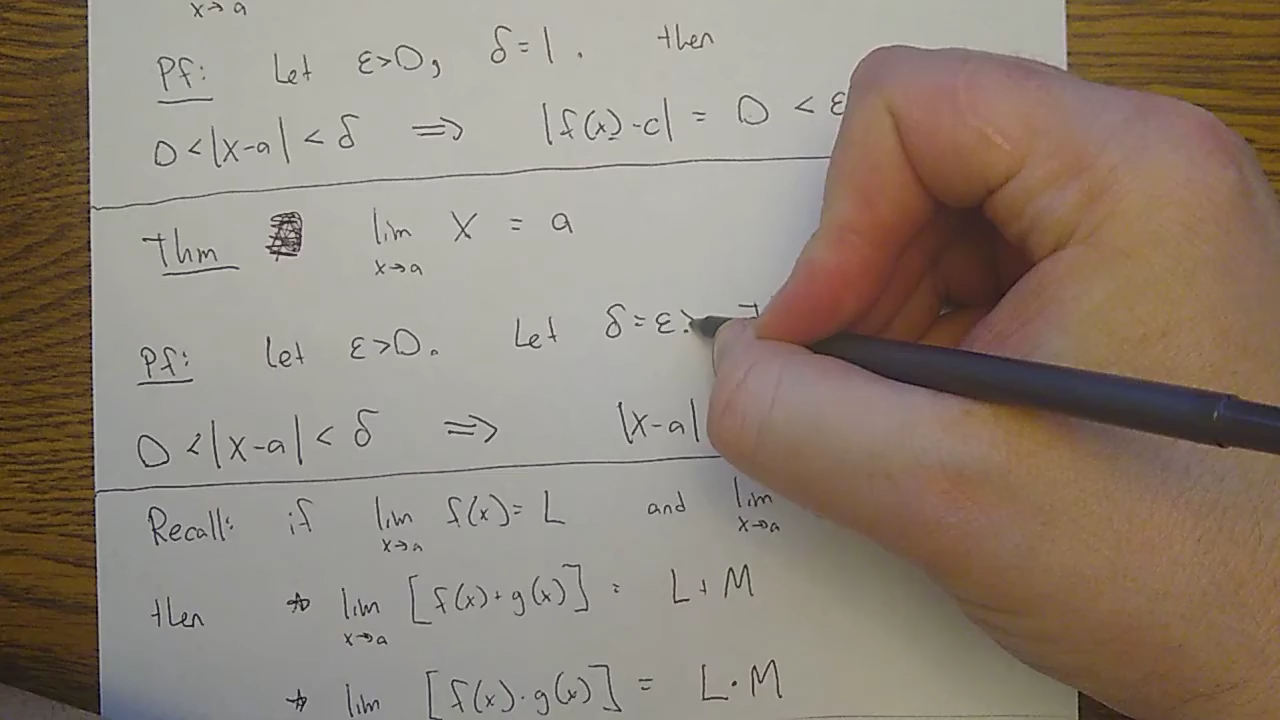 x→a
Pf: Let ε>0, δ=1. then
0<|x-a|<δ ⟹ |f(x)-c| = 0 < ε
Thm lim x = a
x→a
Pf: Let ε>0. Let δ=ε>
0<|x-a|<δ ⟹ |x-a|
Recall: if lim f(x)=L and lim
x→a x→a
then * lim [f(x)+g(x)] = L+M
x→a
* lim [f(x)·g(x)] = L·M